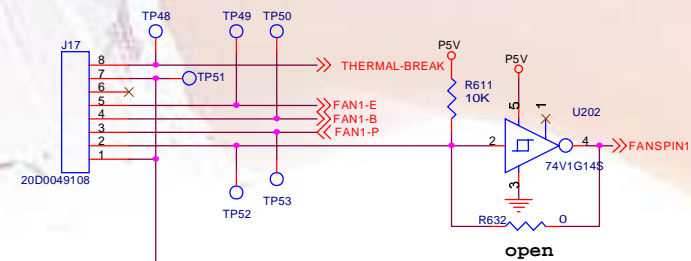 TP48
TP49
TP50
J17
8
7
6
5
4
3
2
1
20D0049108
TP51
TP52
TP53
THERMAL-BREAK
FAN1-E
FAN1-B
FAN1-P
P5V
R611
10K
P5V
5
1
U202
2
4
FANSPIN1
74V1G14S
3
R632
0
open